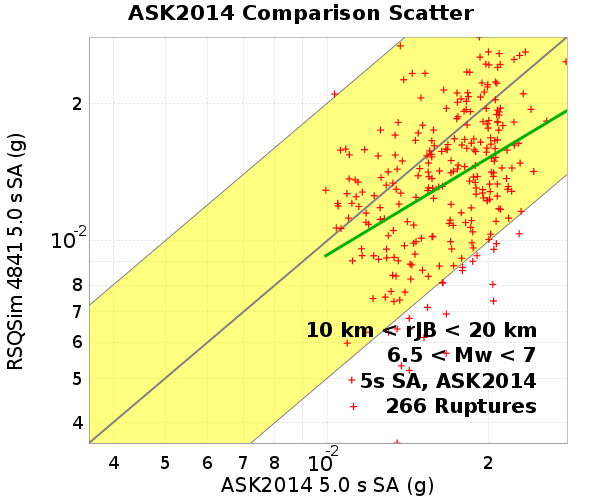 ASK2014 Comparison Scatter
RSQSim 4841 5.0 s SA (g)
2
10-2
8
7
6
5
4
10 km < rJB < 20 km
6.5 < Mw < 7
5s SA, ASK2014
266 Ruptures
4 5 6 7 8 10-2 2
ASK2014 5.0 s SA (g)